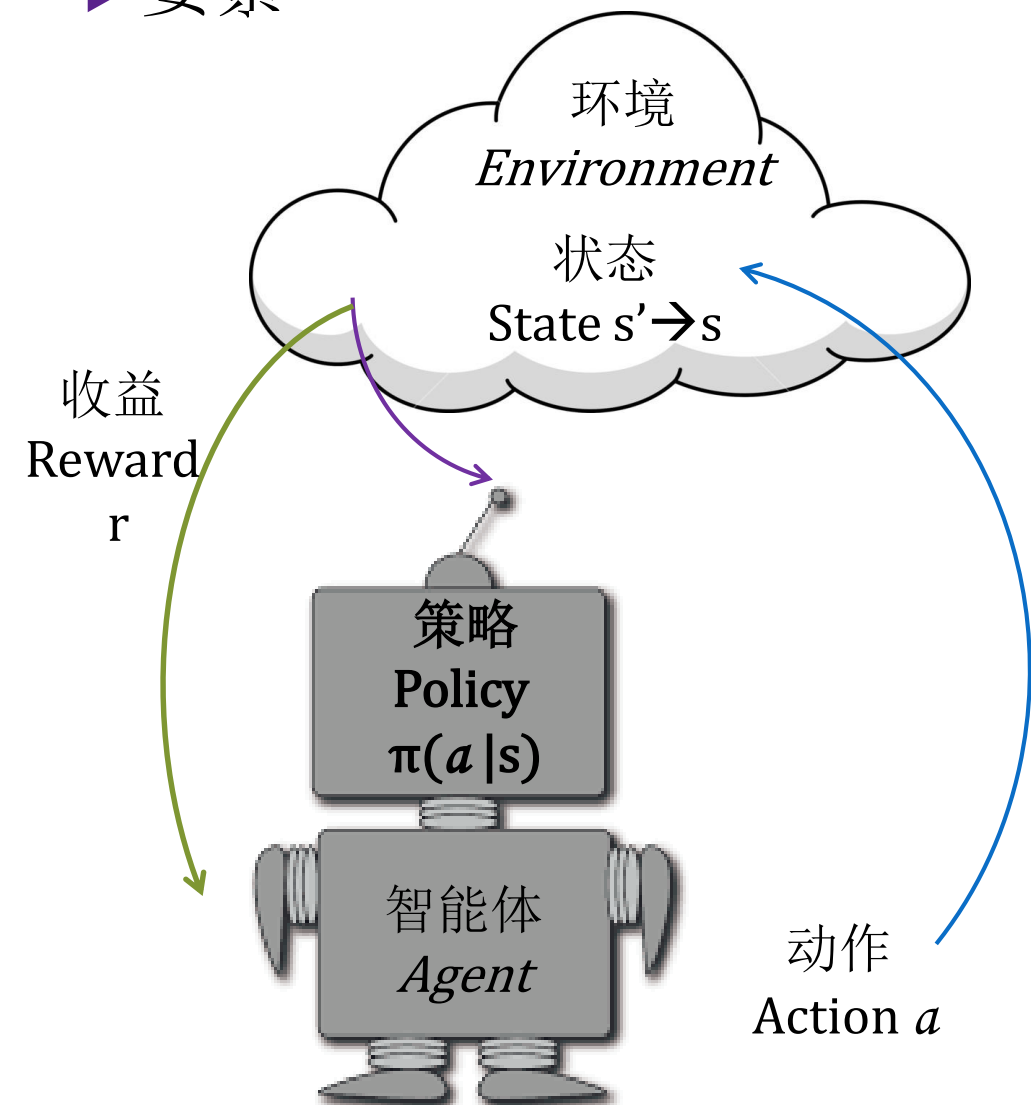 环境
Environment
状态
State s’→s
收益
Reward
r
策略
Policy
π(a|s)
智能体
Agent
动作
Action a